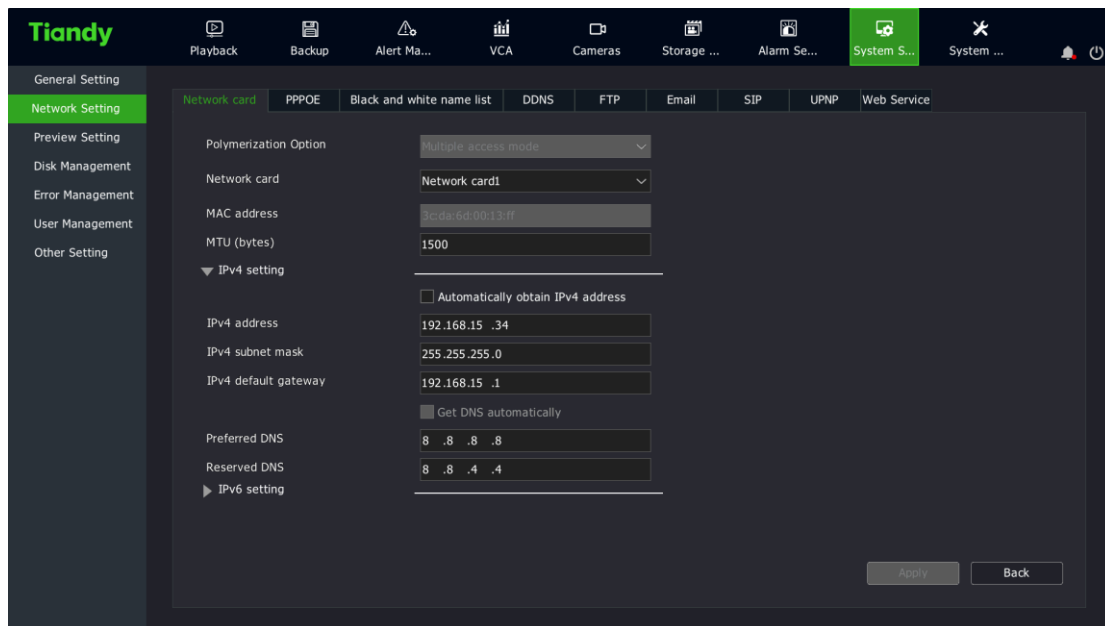 Tiandy
Playback
Backup
Alert Ma...
VCA
Cameras
Storage ...
Alarm Se...
System S...
System ...
General Setting
Network Setting
Preview Setting
Disk Management
Error Management
User Management
Other Setting
Network card
PPPOE
Black and white name list
DDNS
FTP
Email
SIP
UPNP
Web Service
Polymerization Option
Multiple access mode
Network card
Network card1
MAC address
3c:da:6d:00:13:ff
MTU (bytes)
1500
IPv4 setting
Automatically obtain IPv4 address
IPv4 address
192.168.15 .34
IPv4 subnet mask
255.255.255.0
IPv4 default gateway
192.168.15 .1
Get DNS automatically
Preferred DNS
8 .8 .8 .8
Reserved DNS
8 .8 .4 .4
IPv6 setting
Apply
Back